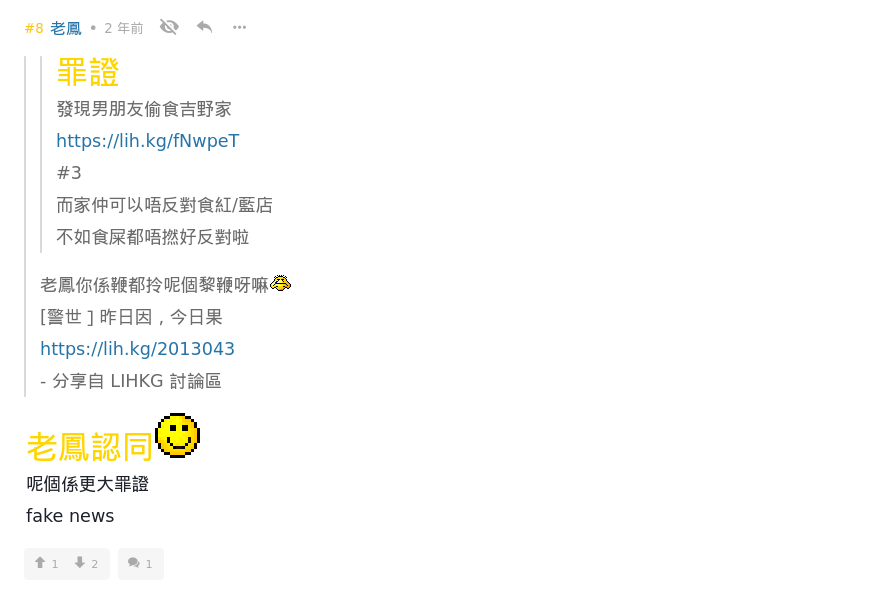 #8 老鳳 • 2 年前
罪證
發現男朋友偷食吉野家
https://lih.kg/fNwpeT
#3
而家仲可以唔反對食紅/藍店
不如食屎都唔撚好反對啦
老鳳你係鞭都拎呢個黎鞭呀嘛
[警世 ] 昨日因 , 今日果
https://lih.kg/2013043
- 分享自 LIHKG 討論區
老鳳認同
呢個係更大罪證
fake news
1 2 1